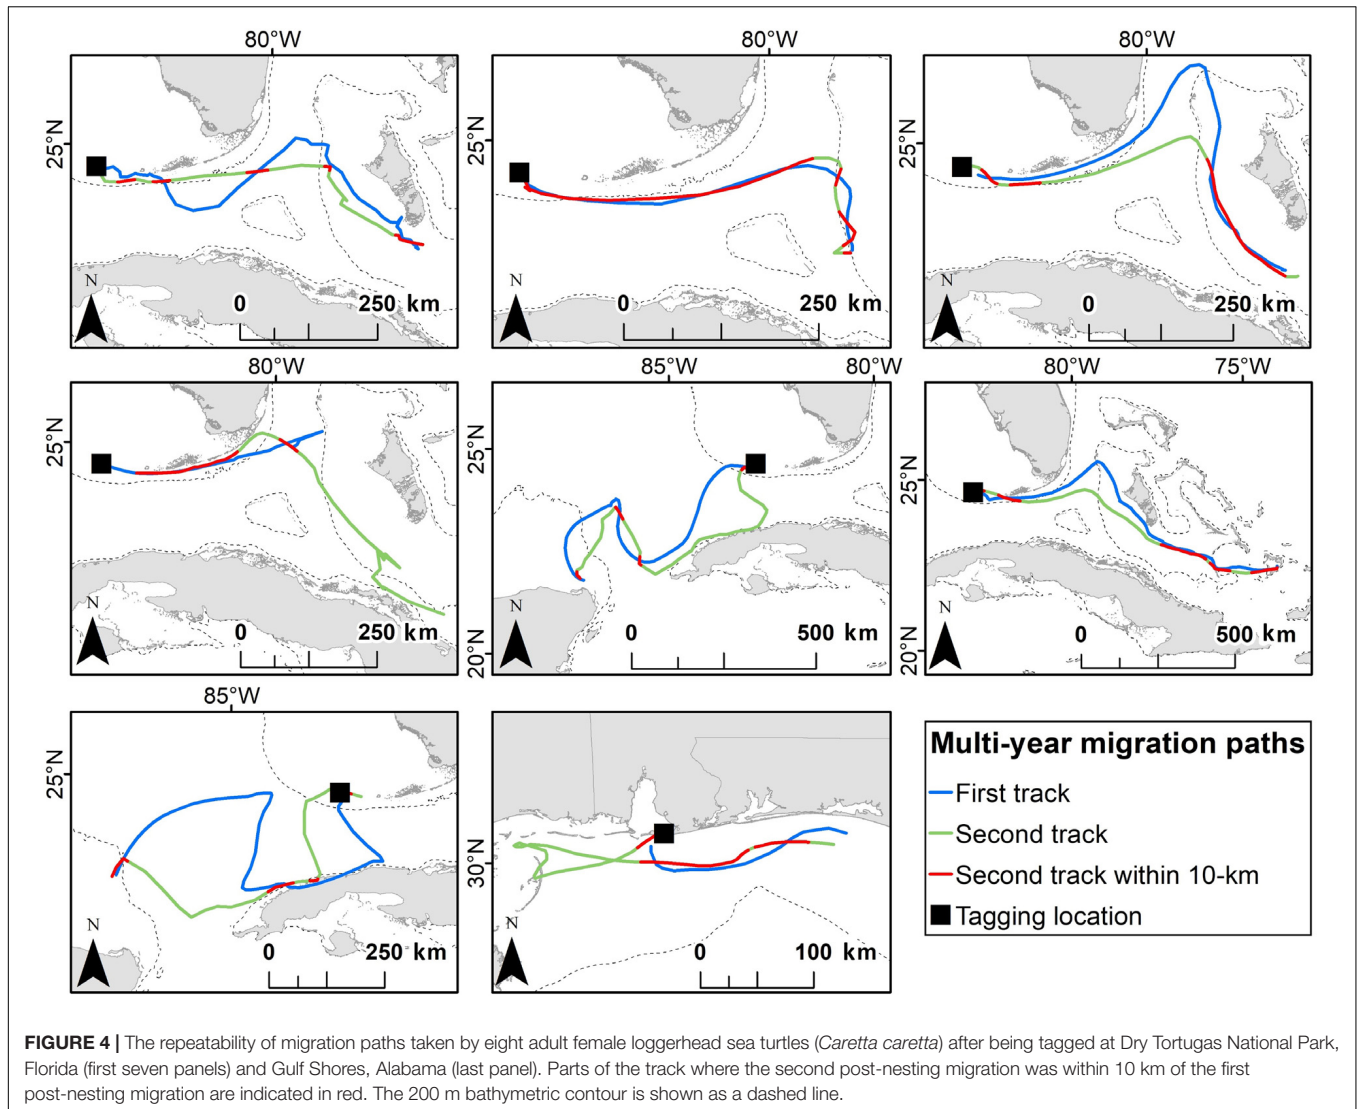 80°W
80°W
80°W
25°N
25°N
25°N
N
0
250 km
N
0
250 km
N
0
250 km
80°W
85°W
80°W
80°W
75°W
25°N
25°N
20°N
25°N
20°N
N
0
250 km
N
0
500 km
N
0
500 km
85°W
25°N
30°N
N
0
250 km
N
0
100 km
Multi-year migration paths
First track
Second track
Second track within 10-km
Tagging location
FIGURE 4 | The repeatability of migration paths taken by eight adult female loggerhead sea turtles (Caretta caretta) after being tagged at Dry Tortugas National Park,
Florida (first seven panels) and Gulf Shores, Alabama (last panel). Parts of the track where the second post-nesting migration was within 10 km of the first
post-nesting migration are indicated in red. The 200 m bathymetric contour is shown as a dashed line.